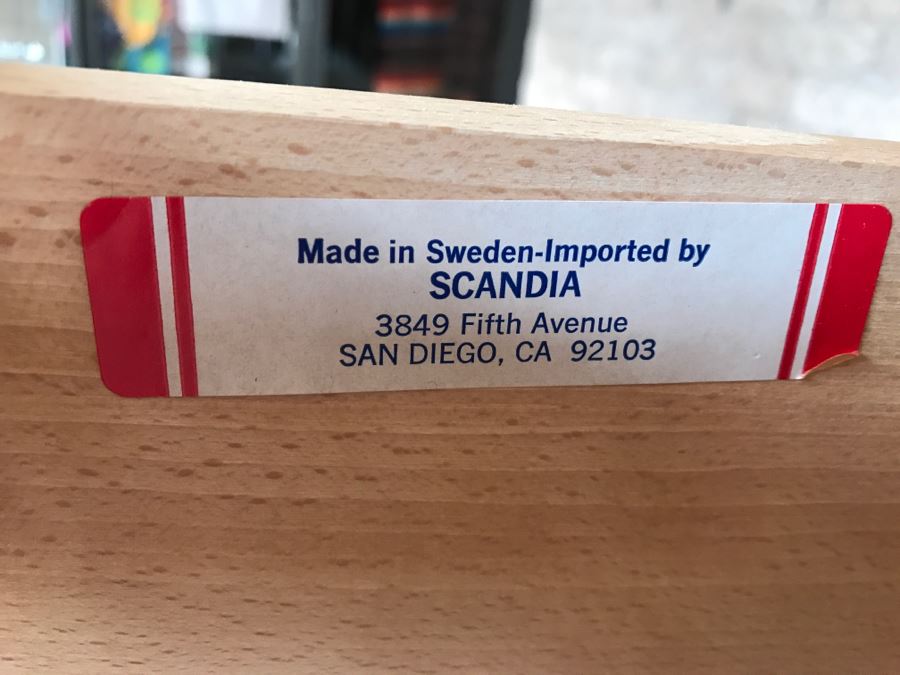 Made in Sweden-Imported by
SCANDIA
3849 Fifth Avenue
SAN DIEGO, CA 92103